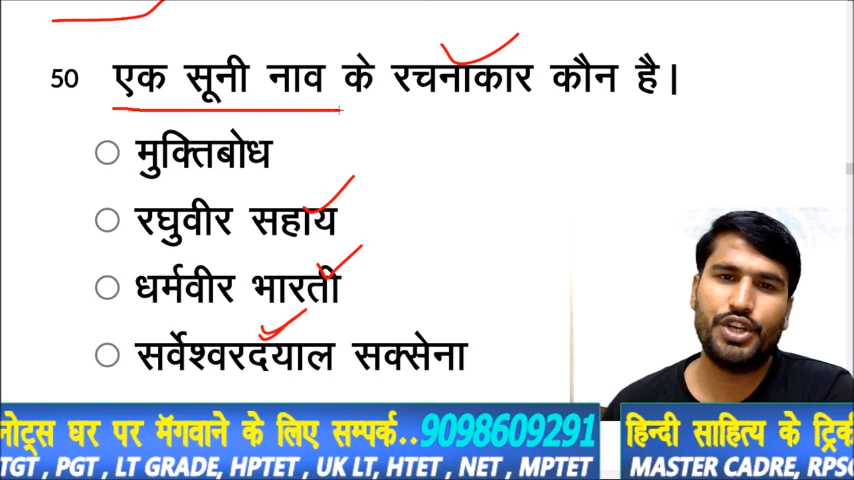 50 एक सूनी नाव के रचनाकार कौन है।
मुक्तिबोध
रघुवीर सहाय
धर्मवीर भारती
सर्वेश्वरदयाल सक्सेना
नोट्स घर पर मॅगवाने के लिए सम्पर्क..9098609291
हिन्दी साहित्य के ट्रिकी
TGT , PGT , LT GRADE, HPTET , UK LT, HTET , NET , MPTET
MASTER CADRE, RPSC